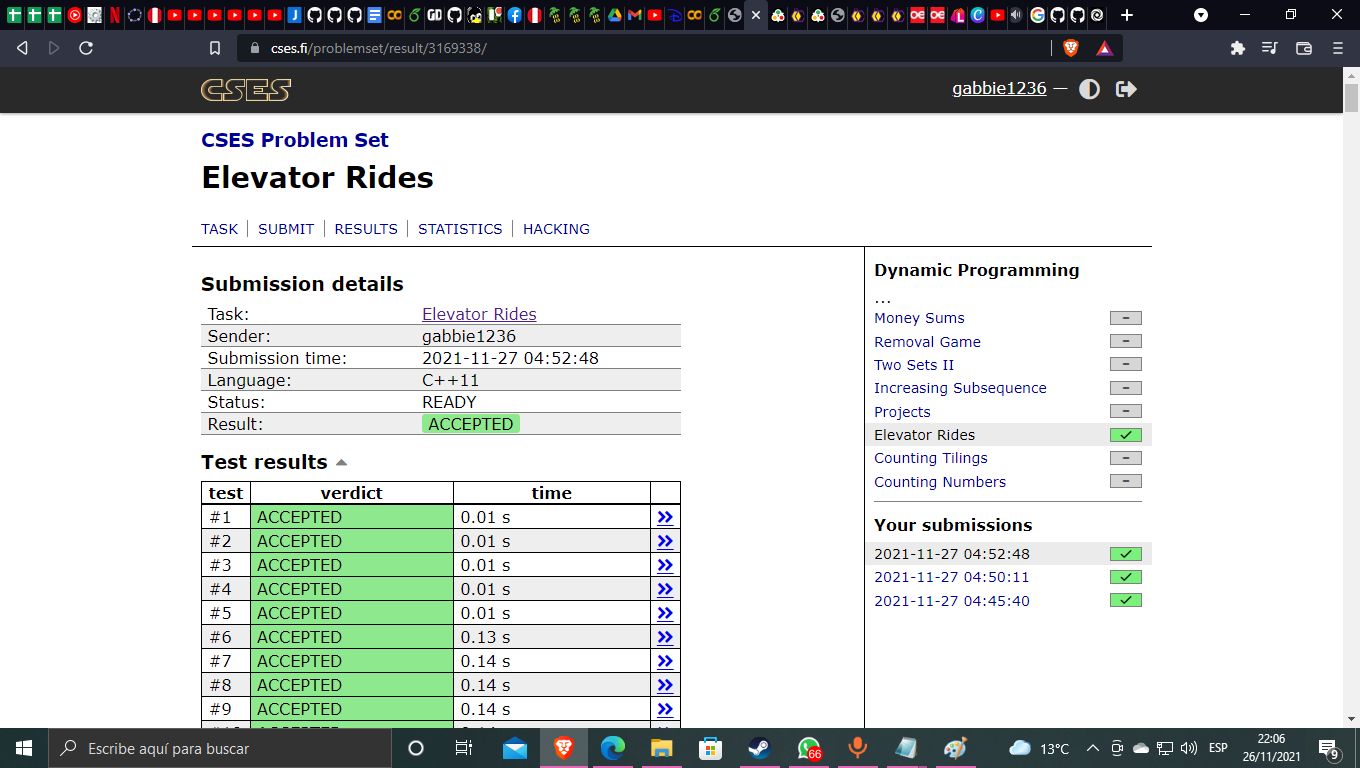 cses.fi/problemset/result/3169338/
CSES
gabbie1236 —
CSES Problem Set
Elevator Rides
TASK | SUBMIT | RESULTS | STATISTICS | HACKING
Submission details
Task: Elevator Rides
Sender: gabbie1236
Submission time: 2021-11-27 04:52:48
Language: C++11
Status: READY
Result: ACCEPTED
Test results
test verdict time
#1 ACCEPTED 0.01 s
#2 ACCEPTED 0.01 s
#3 ACCEPTED 0.01 s
#4 ACCEPTED 0.01 s
#5 ACCEPTED 0.01 s
#6 ACCEPTED 0.13 s
#7 ACCEPTED 0.14 s
#8 ACCEPTED 0.14 s
#9 ACCEPTED 0.14 s
Dynamic Programming
...
Money Sums
Removal Game
Two Sets II
Increasing Subsequence
Projects
Elevator Rides
Counting Tilings
Counting Numbers
Your submissions
2021-11-27 04:52:48
2021-11-27 04:50:11
2021-11-27 04:45:40
Escribe aquí para buscar
66
13°C
ESP
22:06
26/11/2021
9